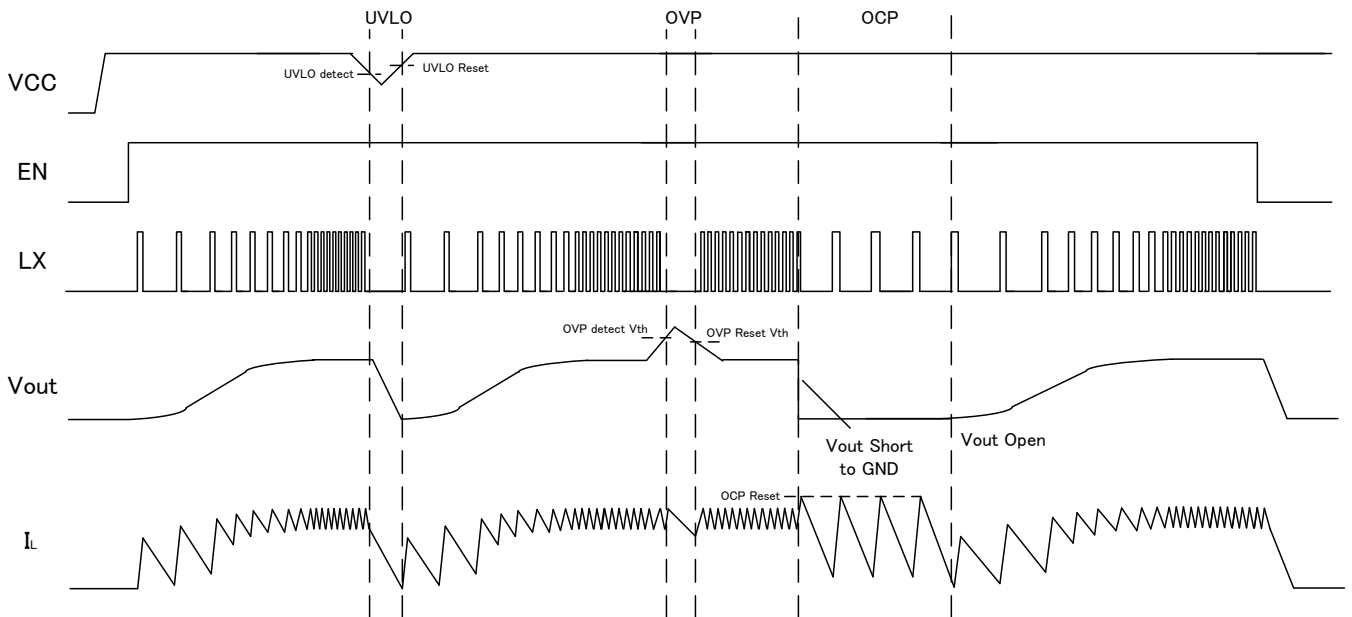 UVLO
OVP
OCP
VCC
UVLO detect
UVLO Reset
EN
LX
OVP detect Vth
OVP Reset Vth
Vout
Vout Short
to GND
Vout Open
OCP Reset
IL